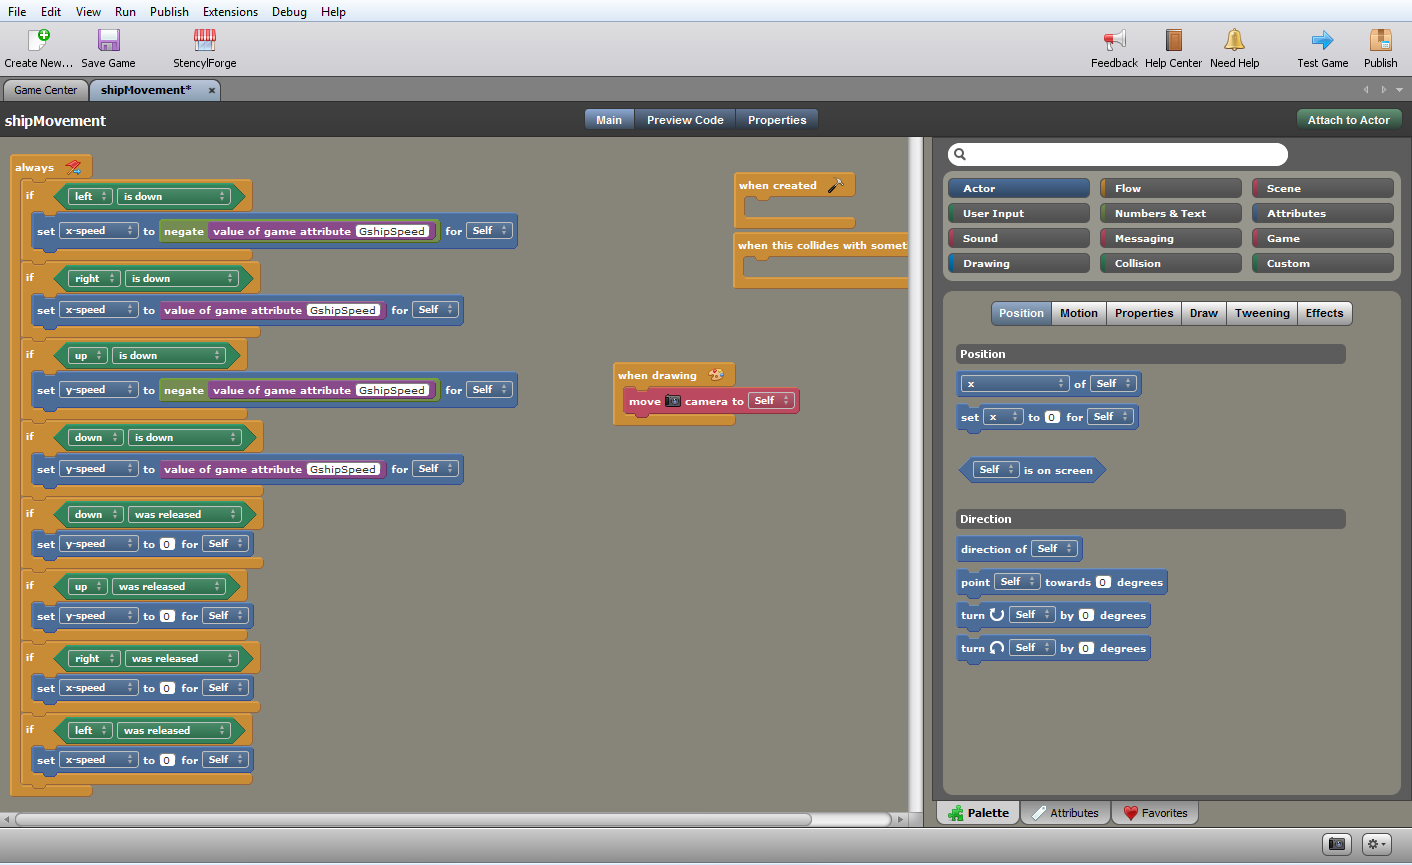 File Edit View Run Publish Extensions Debug Help
Create New... Save Game StencylForge Feedback Help Center Need Help Test Game Publish
Game Center shipMovement* ×
shipMovement Main Preview Code Properties Attach to Actor
always
if left is down
set x-speed to negate value of game attribute GshipSpeed for Self
if right is down
set x-speed to value of game attribute GshipSpeed for Self
if up is down
set y-speed to negate value of game attribute GshipSpeed for Self
if down is down
set y-speed to value of game attribute GshipSpeed for Self
if down was released
set y-speed to 0 for Self
if up was released
set y-speed to 0 for Self
if right was released
set x-speed to 0 for Self
if left was released
set x-speed to 0 for Self
when created
when this collides with somet
when drawing
move camera to Self
Actor Flow Scene
User Input Numbers & Text Attributes
Sound Messaging Game
Drawing Collision Custom
Position Motion Properties Draw Tweening Effects
Position
x of Self
set x to 0 for Self
Self is on screen
Direction
direction of Self
point Self towards 0 degrees
turn Self by 0 degrees
turn Self by 0 degrees
Palette Attributes Favorites